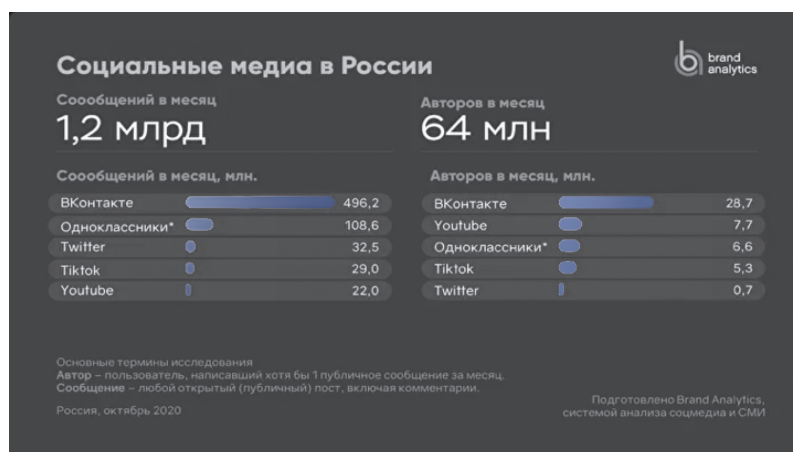 Социальные медиа в России
brand
analytics
Соообщений в месяц
1,2 млрд
Авторов в месяц
64 млн
Соообщений в месяц, млн.
ВКонтакте 496,2
Одноклассники* 108,6
Twitter 32,5
Tiktok 29,0
Youtube 22,0
Авторов в месяц, млн.
ВКонтакте 28,7
Youtube 7,7
Одноклассники* 6,6
Tiktok 5,3
Twitter 0,7
Основные термины исследования
Автор – пользователь, написавший хотя бы 1 публичное сообщение за месяц.
Сообщение – любой открытый (публичный) пост, включая комментарии.
Россия, октябрь 2020
Подготовлено Brand Analytics,
системой анализа соцмедиа и СМИ